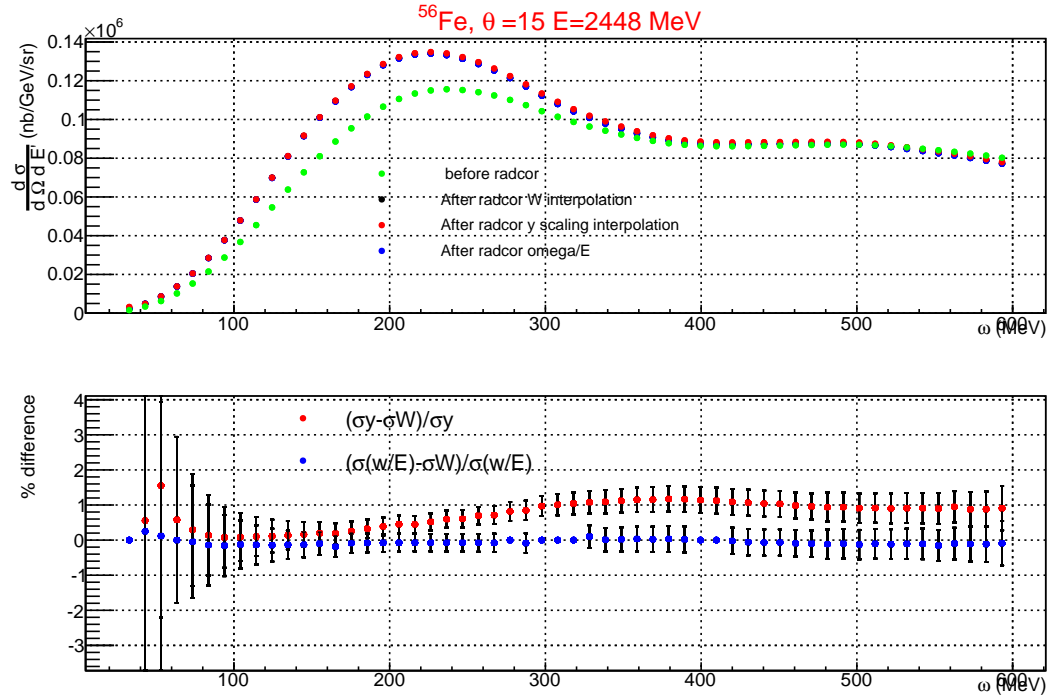 ⁵⁶Fe, θ =15 E=2448 MeV
×10⁶
d σ
d Ω d E' (nb/GeV/sr)
0.14
0.12
0.1
0.08
0.06
0.04
0.02
0
before radcor
After radcor W interpolation
After radcor y scaling interpolation
After radcor omega/E
100 200 300 400 500 600
ω (MeV)
% difference
4
3
2
1
0
-1
-2
-3
(σy-σW)/σy
(σ(w/E)-σW)/σ(w/E)
100 200 300 400 500 600
ω (MeV)